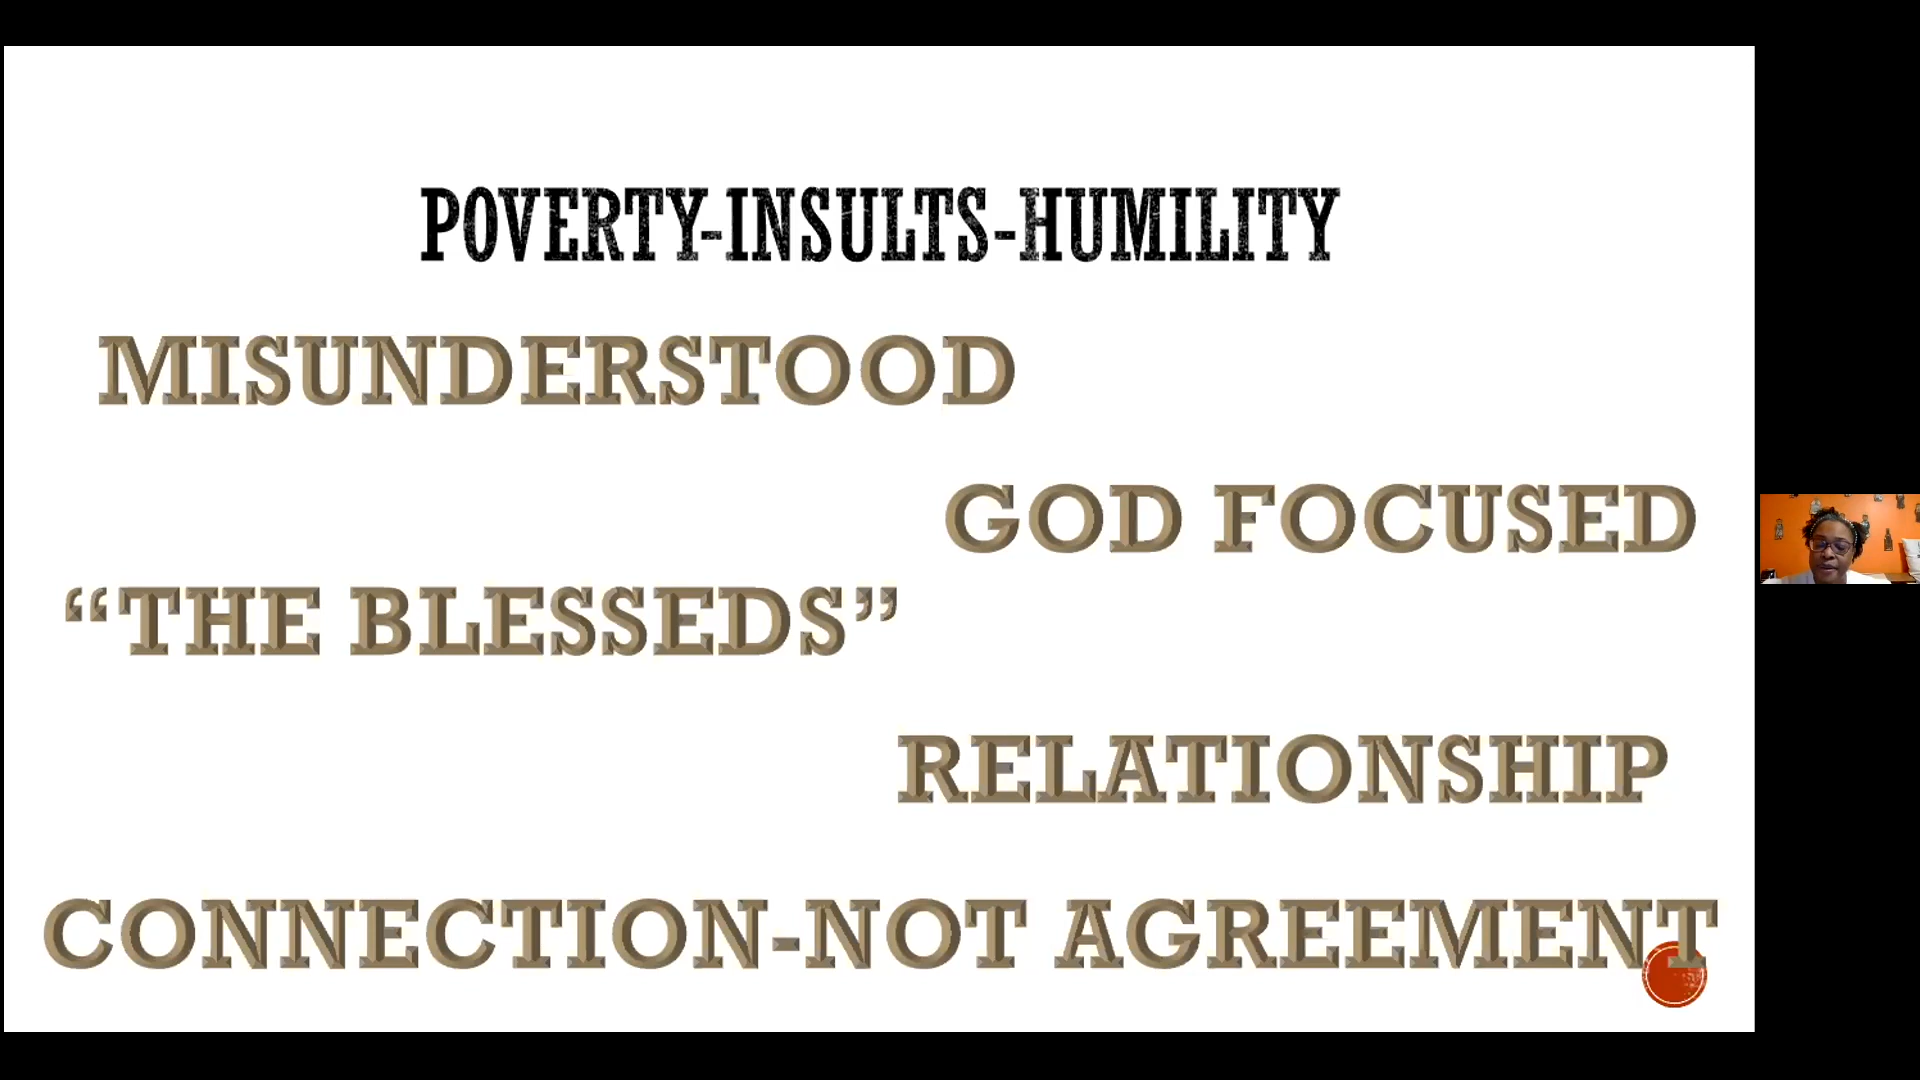 POVERTY-INSULTS-HUMILITY
MISUNDERSTOOD
GOD FOCUSED
“THE BLESSEDS”
RELATIONSHIP
CONNECTION-NOT AGREEMENT